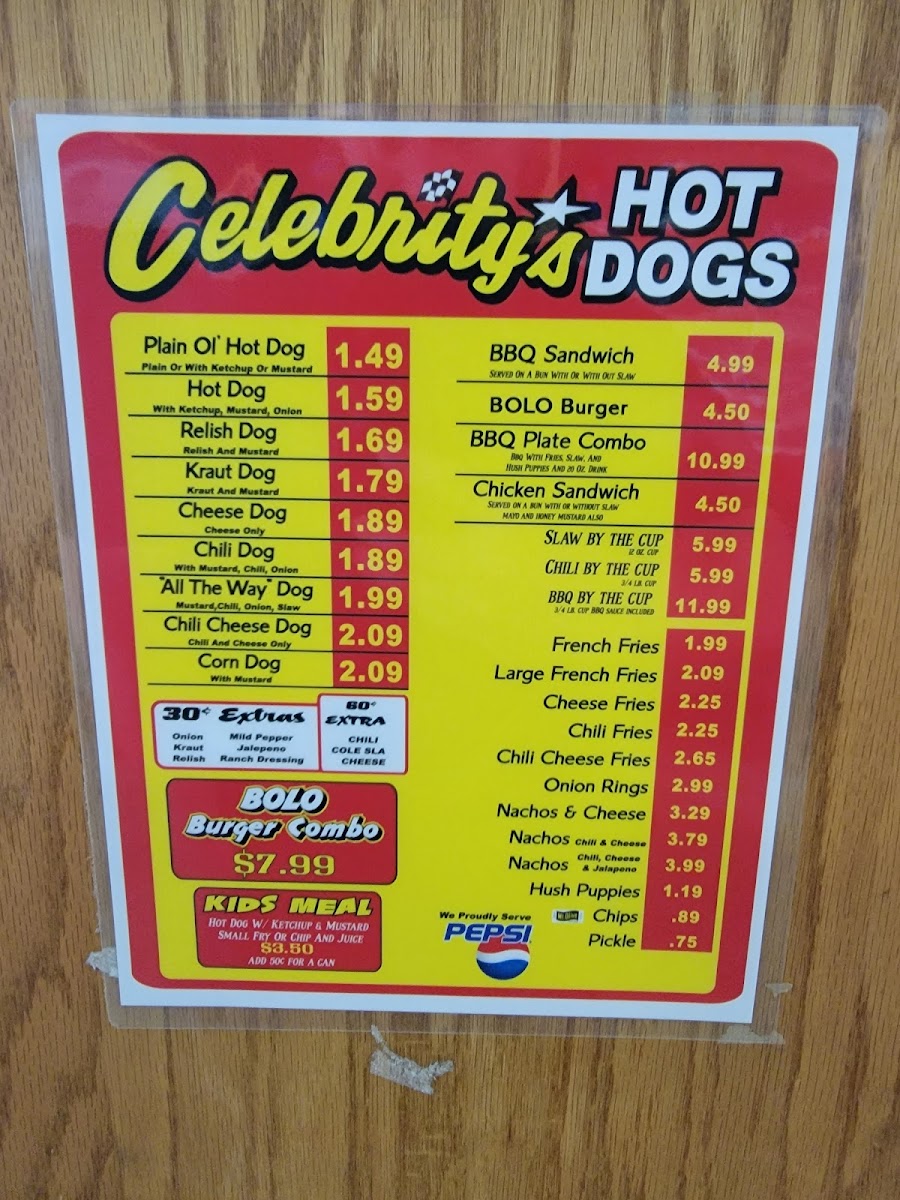 Celebrity's HOT DOGS
Plain Ol' Hot Dog 1.49
Plain Or With Ketchup Or Mustard
Hot Dog 1.59
With Ketchup, Mustard, Onion
Relish Dog 1.69
Relish And Mustard
Kraut Dog 1.79
Kraut And Mustard
Cheese Dog 1.89
Cheese Only
Chili Dog 1.89
With Mustard, Chili, Onion
"All The Way" Dog 1.99
Mustard,Chili, Onion, Slaw
Chili Cheese Dog 2.09
Chili And Cheese Only
Corn Dog 2.09
With Mustard
30¢ Extras
Onion Mild Pepper
Kraut Jalepeno
Relish Ranch Dressing
60¢
EXTRA
CHILI
COLE SLA
CHEESE
BOLO
Burger Combo
$7.99
KIDS MEAL
HOT DOG W/ KETCHUP & MUSTARD
SMALL FRY OR CHIP AND JUICE
$3.50
ADD 50¢ FOR A CAN
BBQ Sandwich 4.99
SERVED ON A BUN WITH OR WITH OUT SLAW
BOLO Burger 4.50
BBQ Plate Combo 10.99
BBQ WITH FRIES, SLAW, AND
HUSH PUPPIES AND 20 OZ. DRINK
Chicken Sandwich 4.50
SERVED ON A BUN WITH OR WITHOUT SLAW
MAYO AND HONEY MUSTARD ALSO
SLAW BY THE CUP 5.99
12 OZ. CUP
CHILI BY THE CUP 5.99
3/4 LB. CUP
BBQ BY THE CUP 11.99
3/4 LB. CUP BBQ SAUCE INCLUDED
French Fries 1.99
Large French Fries 2.09
Cheese Fries 2.25
Chili Fries 2.25
Chili Cheese Fries 2.65
Onion Rings 2.99
Nachos & Cheese 3.29
Nachos Chili & Cheese 3.79
Nachos Chili, Cheese & Jalapeno 3.99
Hush Puppies 1.19
Chips .89
Pickle .75
We Proudly Serve
PEPSI